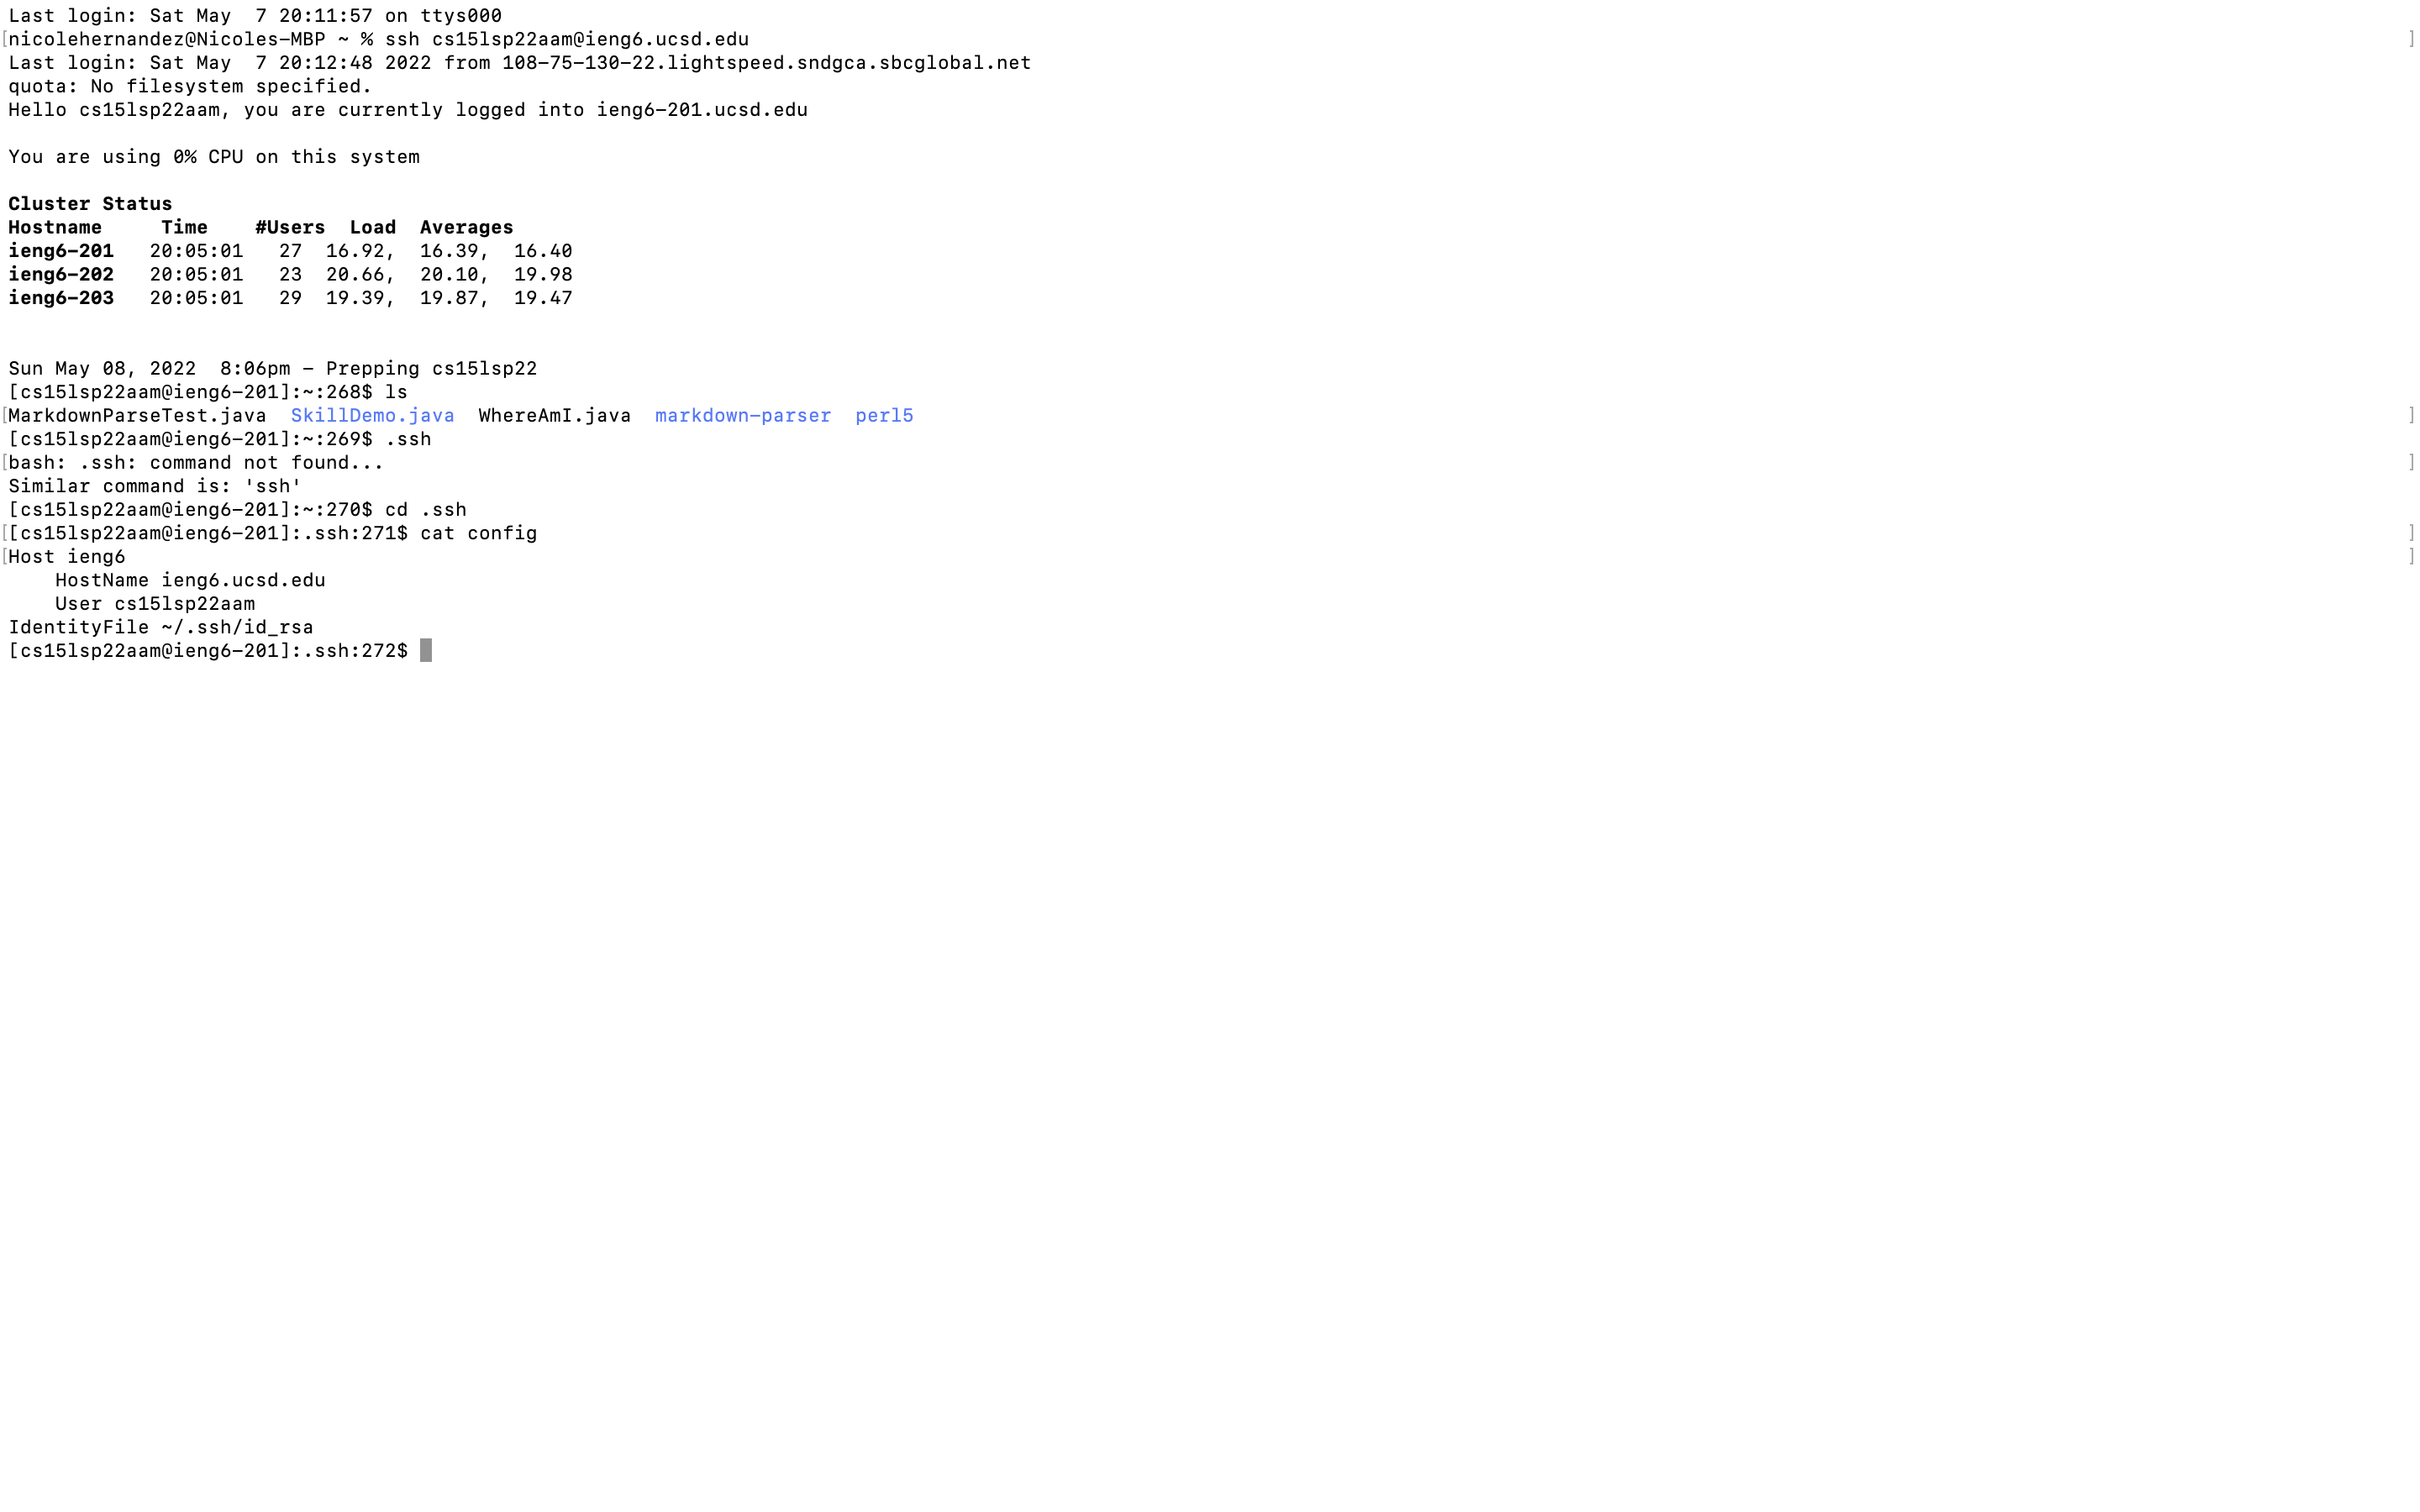 Last login: Sat May  7 20:11:57 on ttys000
[nicolehernandez@Nicoles-MBP ~ % ssh cs15lsp22aam@ieng6.ucsd.edu ]
Last login: Sat May  7 20:12:48 2022 from 108-75-130-22.lightspeed.sndgca.sbcglobal.net
quota: No filesystem specified.
Hello cs15lsp22aam, you are currently logged into ieng6-201.ucsd.edu
You are using 0% CPU on this system
Cluster Status
Hostname     Time    #Users  Load  Averages
ieng6-201   20:05:01   27  16.92,  16.39,  16.40
ieng6-202   20:05:01   23  20.66,  20.10,  19.98
ieng6-203   20:05:01   29  19.39,  19.87,  19.47
Sun May 08, 2022  8:06pm - Prepping cs15lsp22
[cs15lsp22aam@ieng6-201]:~:268$ ls
[MarkdownParseTest.java  SkillDemo.java  WhereAmI.java  markdown-parser  perl5 ]
[cs15lsp22aam@ieng6-201]:~:269$ .ssh
[bash: .ssh: command not found... ]
Similar command is: 'ssh'
[cs15lsp22aam@ieng6-201]:~:270$ cd .ssh
[[cs15lsp22aam@ieng6-201]:.ssh:271$ cat config ]
[Host ieng6 ]
    HostName ieng6.ucsd.edu
    User cs15lsp22aam
IdentityFile ~/.ssh/id_rsa
[cs15lsp22aam@ieng6-201]:.ssh:272$